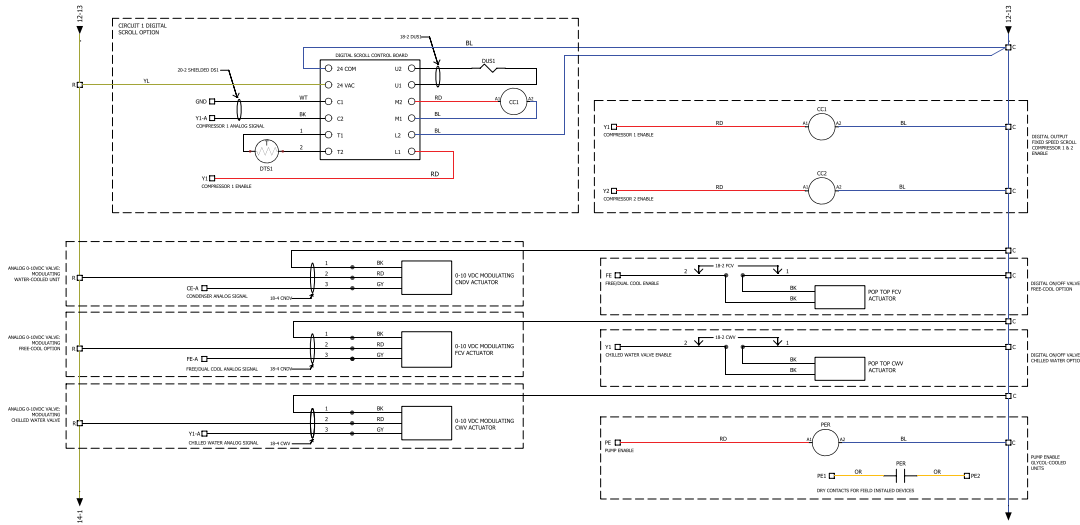 12-13
12-13
CIRCUIT 1 DIGITAL
SCROLL OPTION
18-2 DUS1
BL
DIGITAL SCROLL CONTROL BOARD
DUS1
C
20-2 SHIELDED DS1
24 COM
U2
R
YL
24 VAC
U1
GND
WT
C1
M2
RD
A1
CC1
A2
Y1-A
BK
C2
M1
BL
COMPRESSOR 1 ANALOG SIGNAL
1
T1
L2
BL
2
T2
L1
DTS1
Y1
RD
COMPRESSOR 1 ENABLE
CC1
Y1
RD
A1
A2
BL
C
COMPRESSOR 1 ENABLE
DIGITAL OUTPUT
FIXED SPEED SCROLL
COMPRESSOR 1 & 2
ENABLE
CC2
Y2
RD
A1
A2
BL
C
COMPRESSOR 2 ENABLE
C
ANALOG 0-10VDC VALVE:
MODULATING
WATER-COOLED UNIT
R
1
BK
2
RD
3
GY
CE-A
CONDENSER ANALOG SIGNAL
18-4 CNDV
0-10 VDC MODULATING
CNDV ACTUATOR
18-2 FCV
FE
2
1
C
FREE/DUAL COOL ENABLE
BK
BK
POP TOP FCV
ACTUATOR
DIGITAL ON/OFF VALVE
FREE-COOL OPTION
C
ANALOG 0-10VDC VALVE:
MODULATING
FREE-COOL OPTION
R
1
BK
2
RD
3
GY
FE-A
FREE/DUAL COOL ANALOG SIGNAL
18-4 CNDV
0-10 VDC MODULATING
FCV ACTUATOR
18-2 CWV
Y1
2
1
C
CHILLED WATER VALVE ENABLE
BK
BK
POP TOP CWV
ACTUATOR
DIGITAL ON/OFF VALVE
CHILLED WATER OPTIO
C
ANALOG 0-10VDC VALVE:
MODULATING
CHILLED WATER VALVE
R
1
BK
2
RD
3
GY
Y1-A
CHILLED WATER ANALOG SIGNAL
18-4 CWV
0-10 VDC MODULATING
CWV ACTUATOR
PER
PE
RD
A1
A2
BL
C
PUMP ENABLE
PUMP ENABLE
GLYCOL-COOLED
UNITS
PER
PE1
OR
OR
PE2
DRY CONTACTS FOR FIELD INSTALED DEVICES
14-1